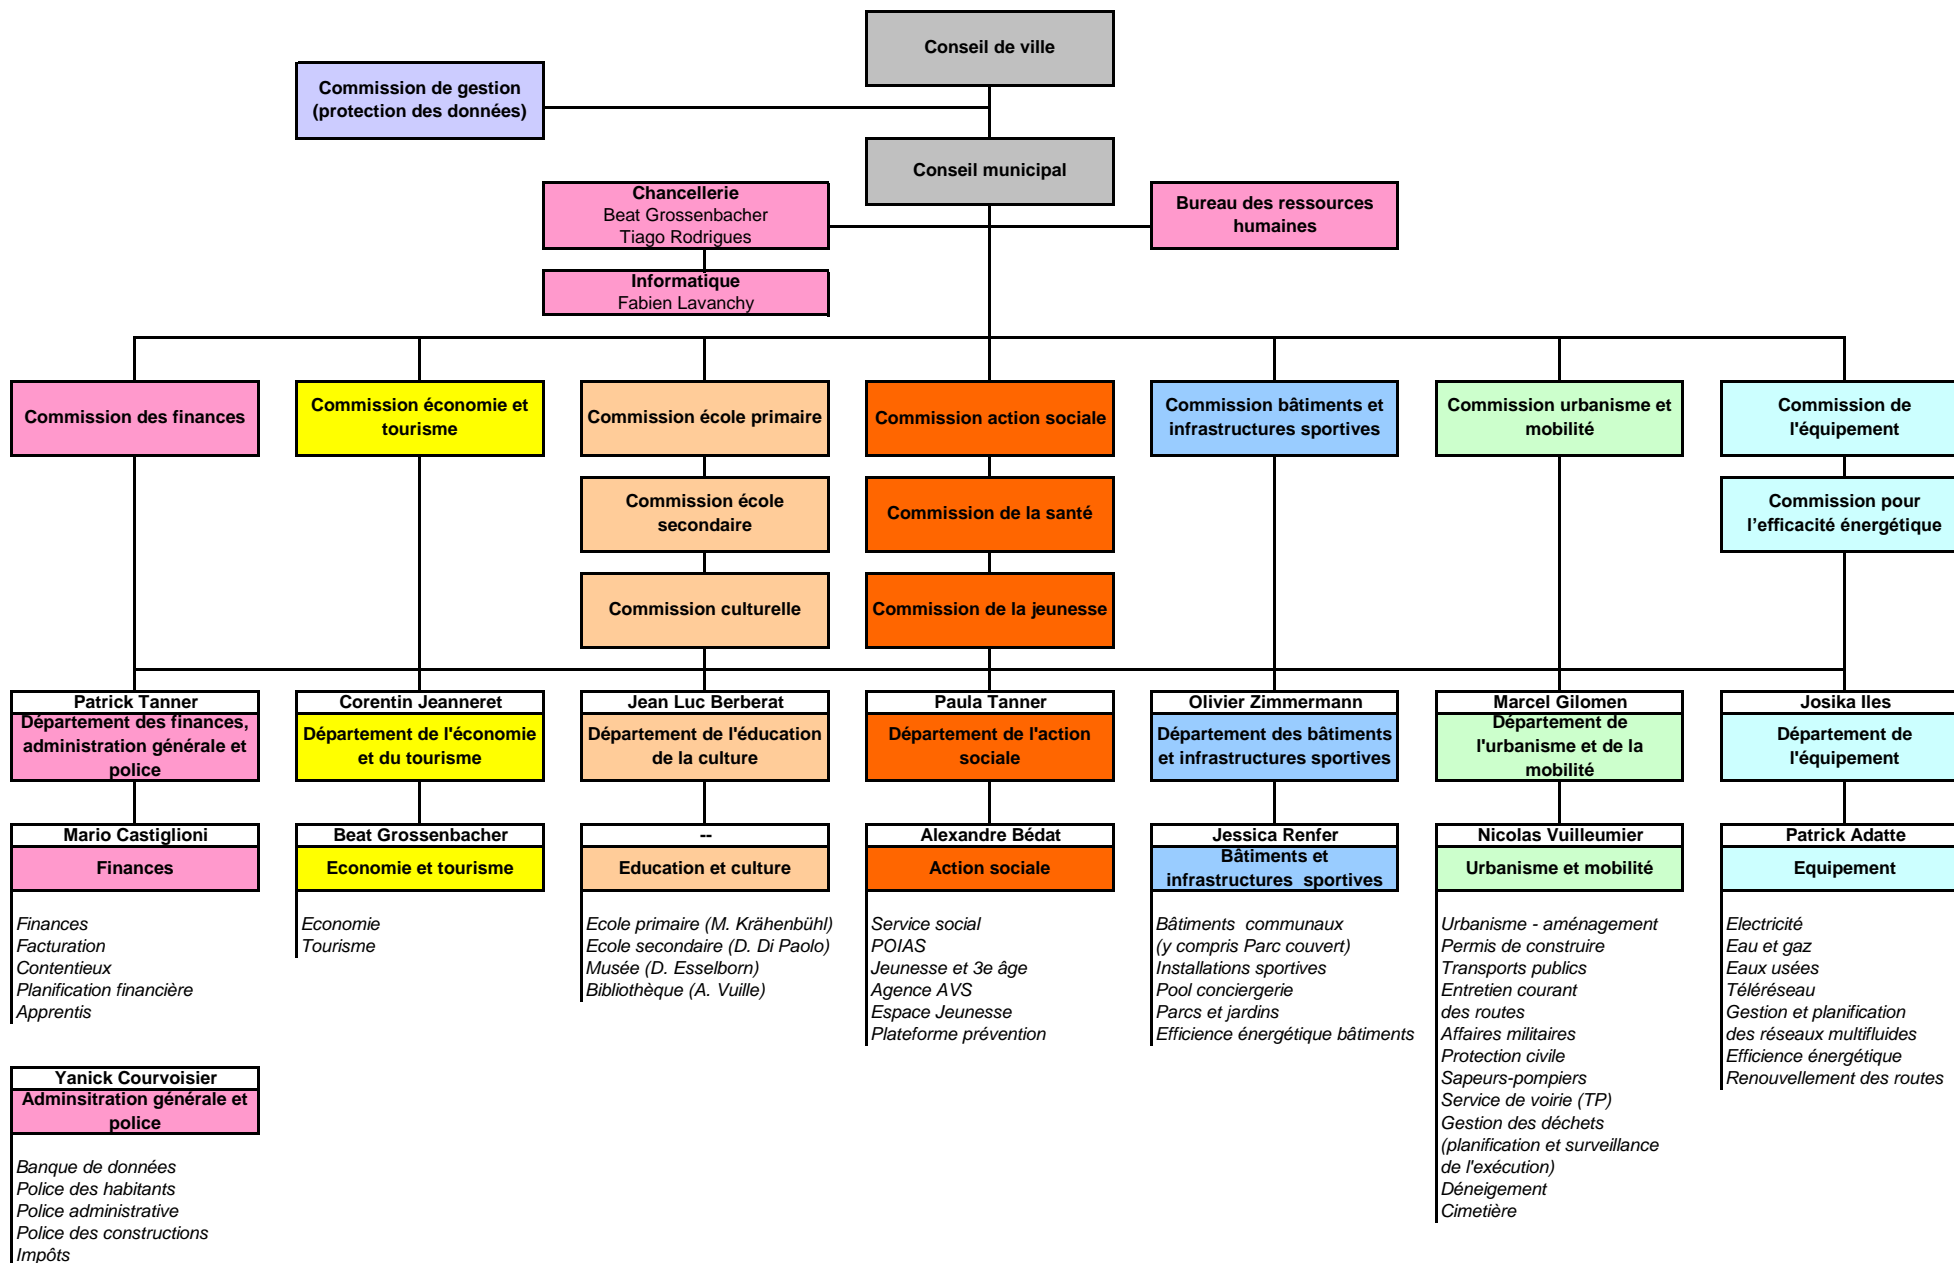 Conseil de ville
Commission de gestion
(protection des données)
Conseil municipal
Chancellerie
Beat Grossenbacher
Tiago Rodrigues
Bureau des ressources
humaines
Informatique
Fabien Lavanchy
Commission des finances
Commission économie et
tourisme
Commission école primaire
Commission action sociale
Commission bâtiments et
infrastructures sportives
Commission urbanisme et
mobilité
Commission de
l'équipement
Commission école
secondaire
Commission de la santé
Commission pour
l’efficacité énergétique
Commission culturelle
Commission de la jeunesse
Patrick Tanner
Département des finances,
administration générale et
police
Corentin Jeanneret
Département de l'économie
et du tourisme
Jean Luc Berberat
Département de l'éducation
de la culture
Paula Tanner
Département de l'action
sociale
Olivier Zimmermann
Département des bâtiments
et infrastructures sportives
Marcel Gilomen
Département de
l'urbanisme et de la
mobilité
Josika Iles
Département de
l'équipement
Mario Castiglioni
Finances
Finances
Facturation
Contentieux
Planification financière
Apprentis
Beat Grossenbacher
Economie et tourisme
Economie
Tourisme
--
Education et culture
Ecole primaire (M. Krähenbühl)
Ecole secondaire (D. Di Paolo)
Musée (D. Esselborn)
Bibliothèque (A. Vuille)
Alexandre Bédat
Action sociale
Service social
POIAS
Jeunesse et 3e âge
Agence AVS
Espace Jeunesse
Plateforme prévention
Jessica Renfer
Bâtiments et
infrastructures  sportives
Bâtiments  communaux
(y compris Parc couvert)
Installations sportives
Pool conciergerie
Parcs et jardins
Efficience énergétique bâtiments
Nicolas Vuilleumier
Urbanisme et mobilité
Urbanisme - aménagement
Permis de construire
Transports publics
Entretien courant
des routes
Affaires militaires
Protection civile
Sapeurs-pompiers
Service de voirie (TP)
Gestion des déchets
(planification et surveillance
de l'exécution)
Déneigement
Cimetière
Patrick Adatte
Equipement
Electricité
Eau et gaz
Eaux usées
Téléréseau
Gestion et planification
des réseaux multifluides
Efficience énergétique
Renouvellement des routes
Yanick Courvoisier
Adminsitration générale et
police
Banque de données
Police des habitants
Police administrative
Police des constructions
Impôts